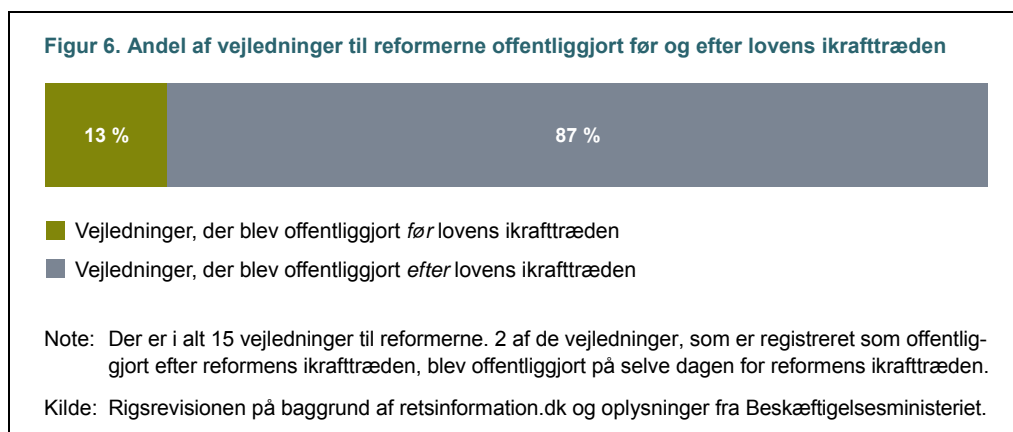 Figur 6. Andel af vejledninger til reformerne offentliggjort før og efter lovens ikrafttræden
13 %
87 %
Vejledninger, der blev offentliggjort før lovens ikrafttræden
Vejledninger, der blev offentliggjort efter lovens ikrafttræden
Note: Der er i alt 15 vejledninger til reformerne. 2 af de vejledninger, som er registreret som offentlig-
gjort efter reformens ikrafttræden, blev offentliggjort på selve dagen for reformens ikrafttræden.
Kilde: Rigsrevisionen på baggrund af retsinformation.dk og oplysninger fra Beskæftigelsesministeriet.